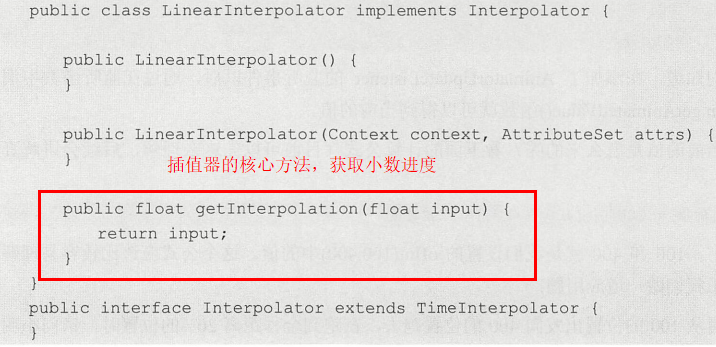 public class LinearInterpolator implements Interpolator {
public LinearInterpolator() {
}
public LinearInterpolator(Context context, AttributeSet attrs) {
}
插值器的核心方法，获取小数进度
public float getInterpolation(float input) {
return input;
}
}
public interface Interpolator extends TimeInterpolator {
}